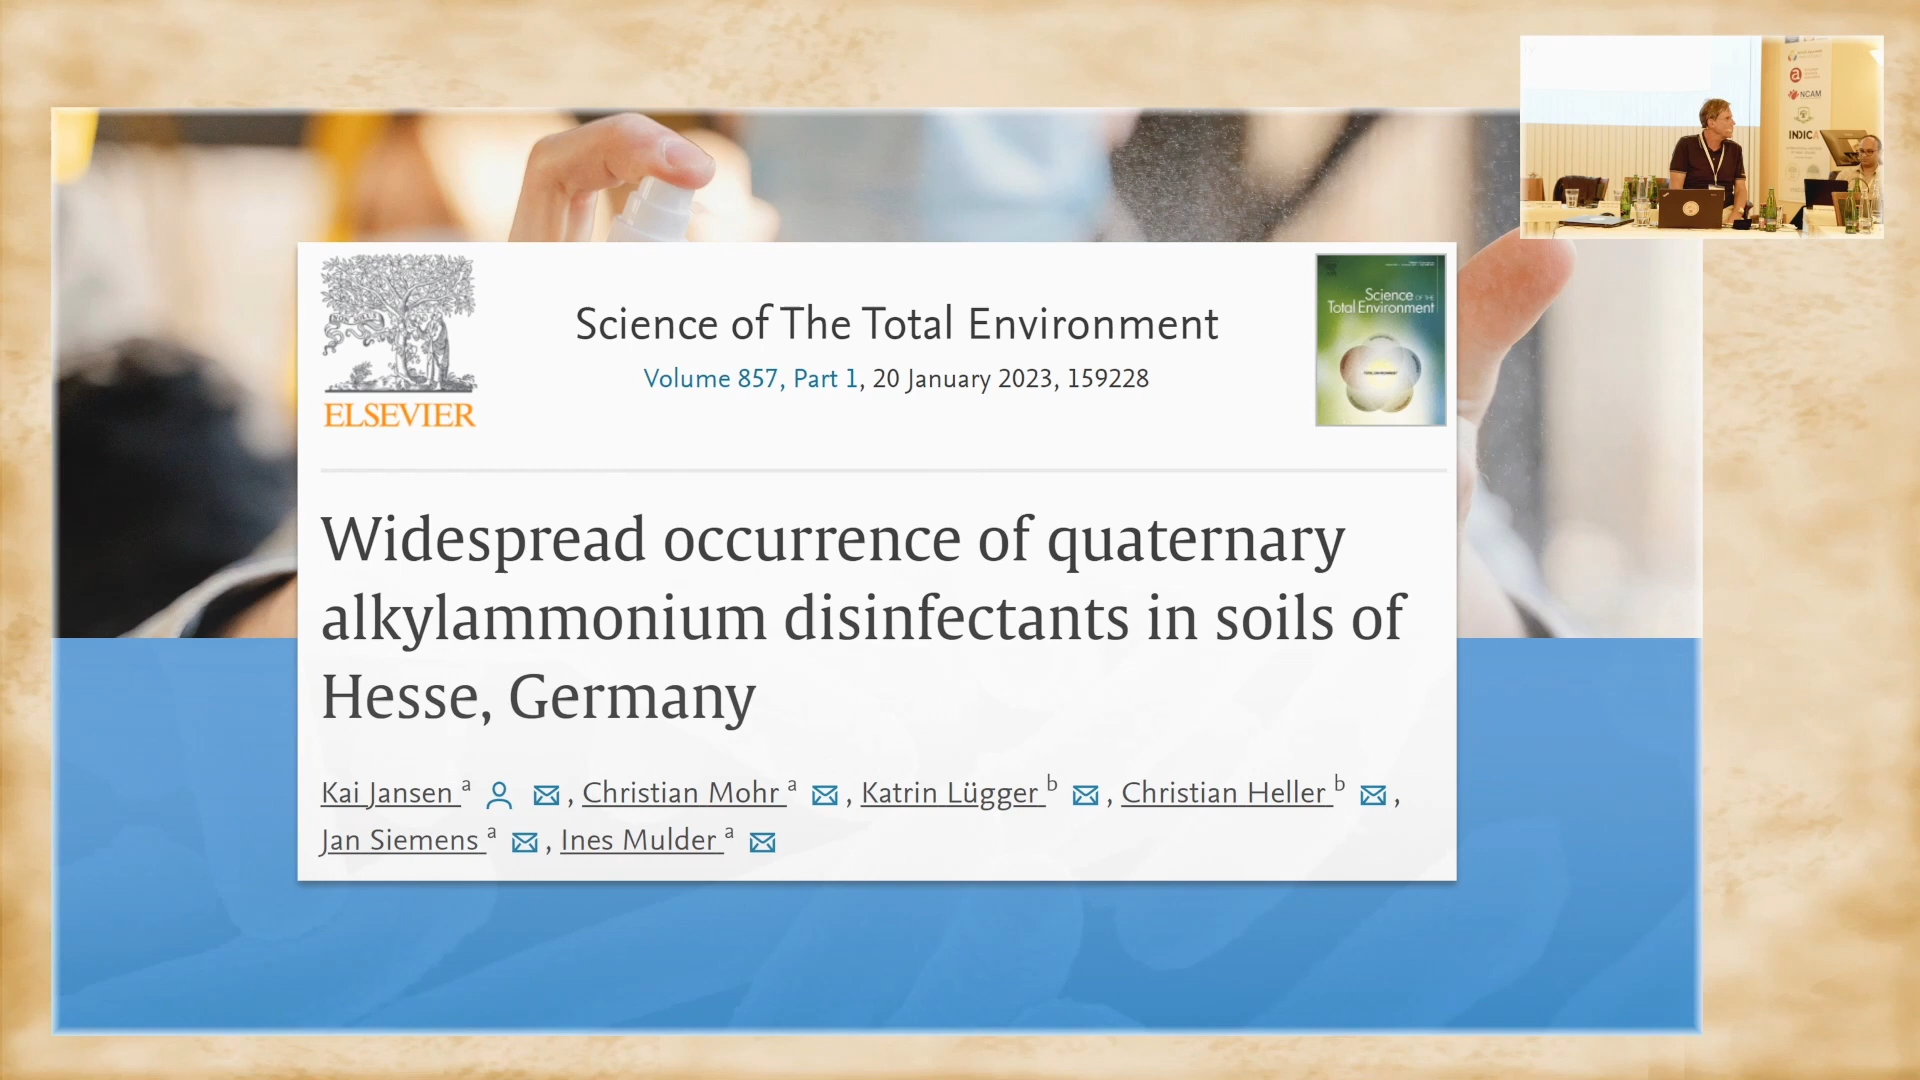 NCAM
INDICA
ELSEVIER
Science of The Total Environment
Volume 857, Part 1, 20 January 2023, 159228
Science OF THE
Total Environment
Widespread occurrence of quaternary
alkylammonium disinfectants in soils of
Hesse, Germany
Kai Jansen a , Christian Mohr a , Katrin Lügger b , Christian Heller b ,
Jan Siemens a , Ines Mulder a